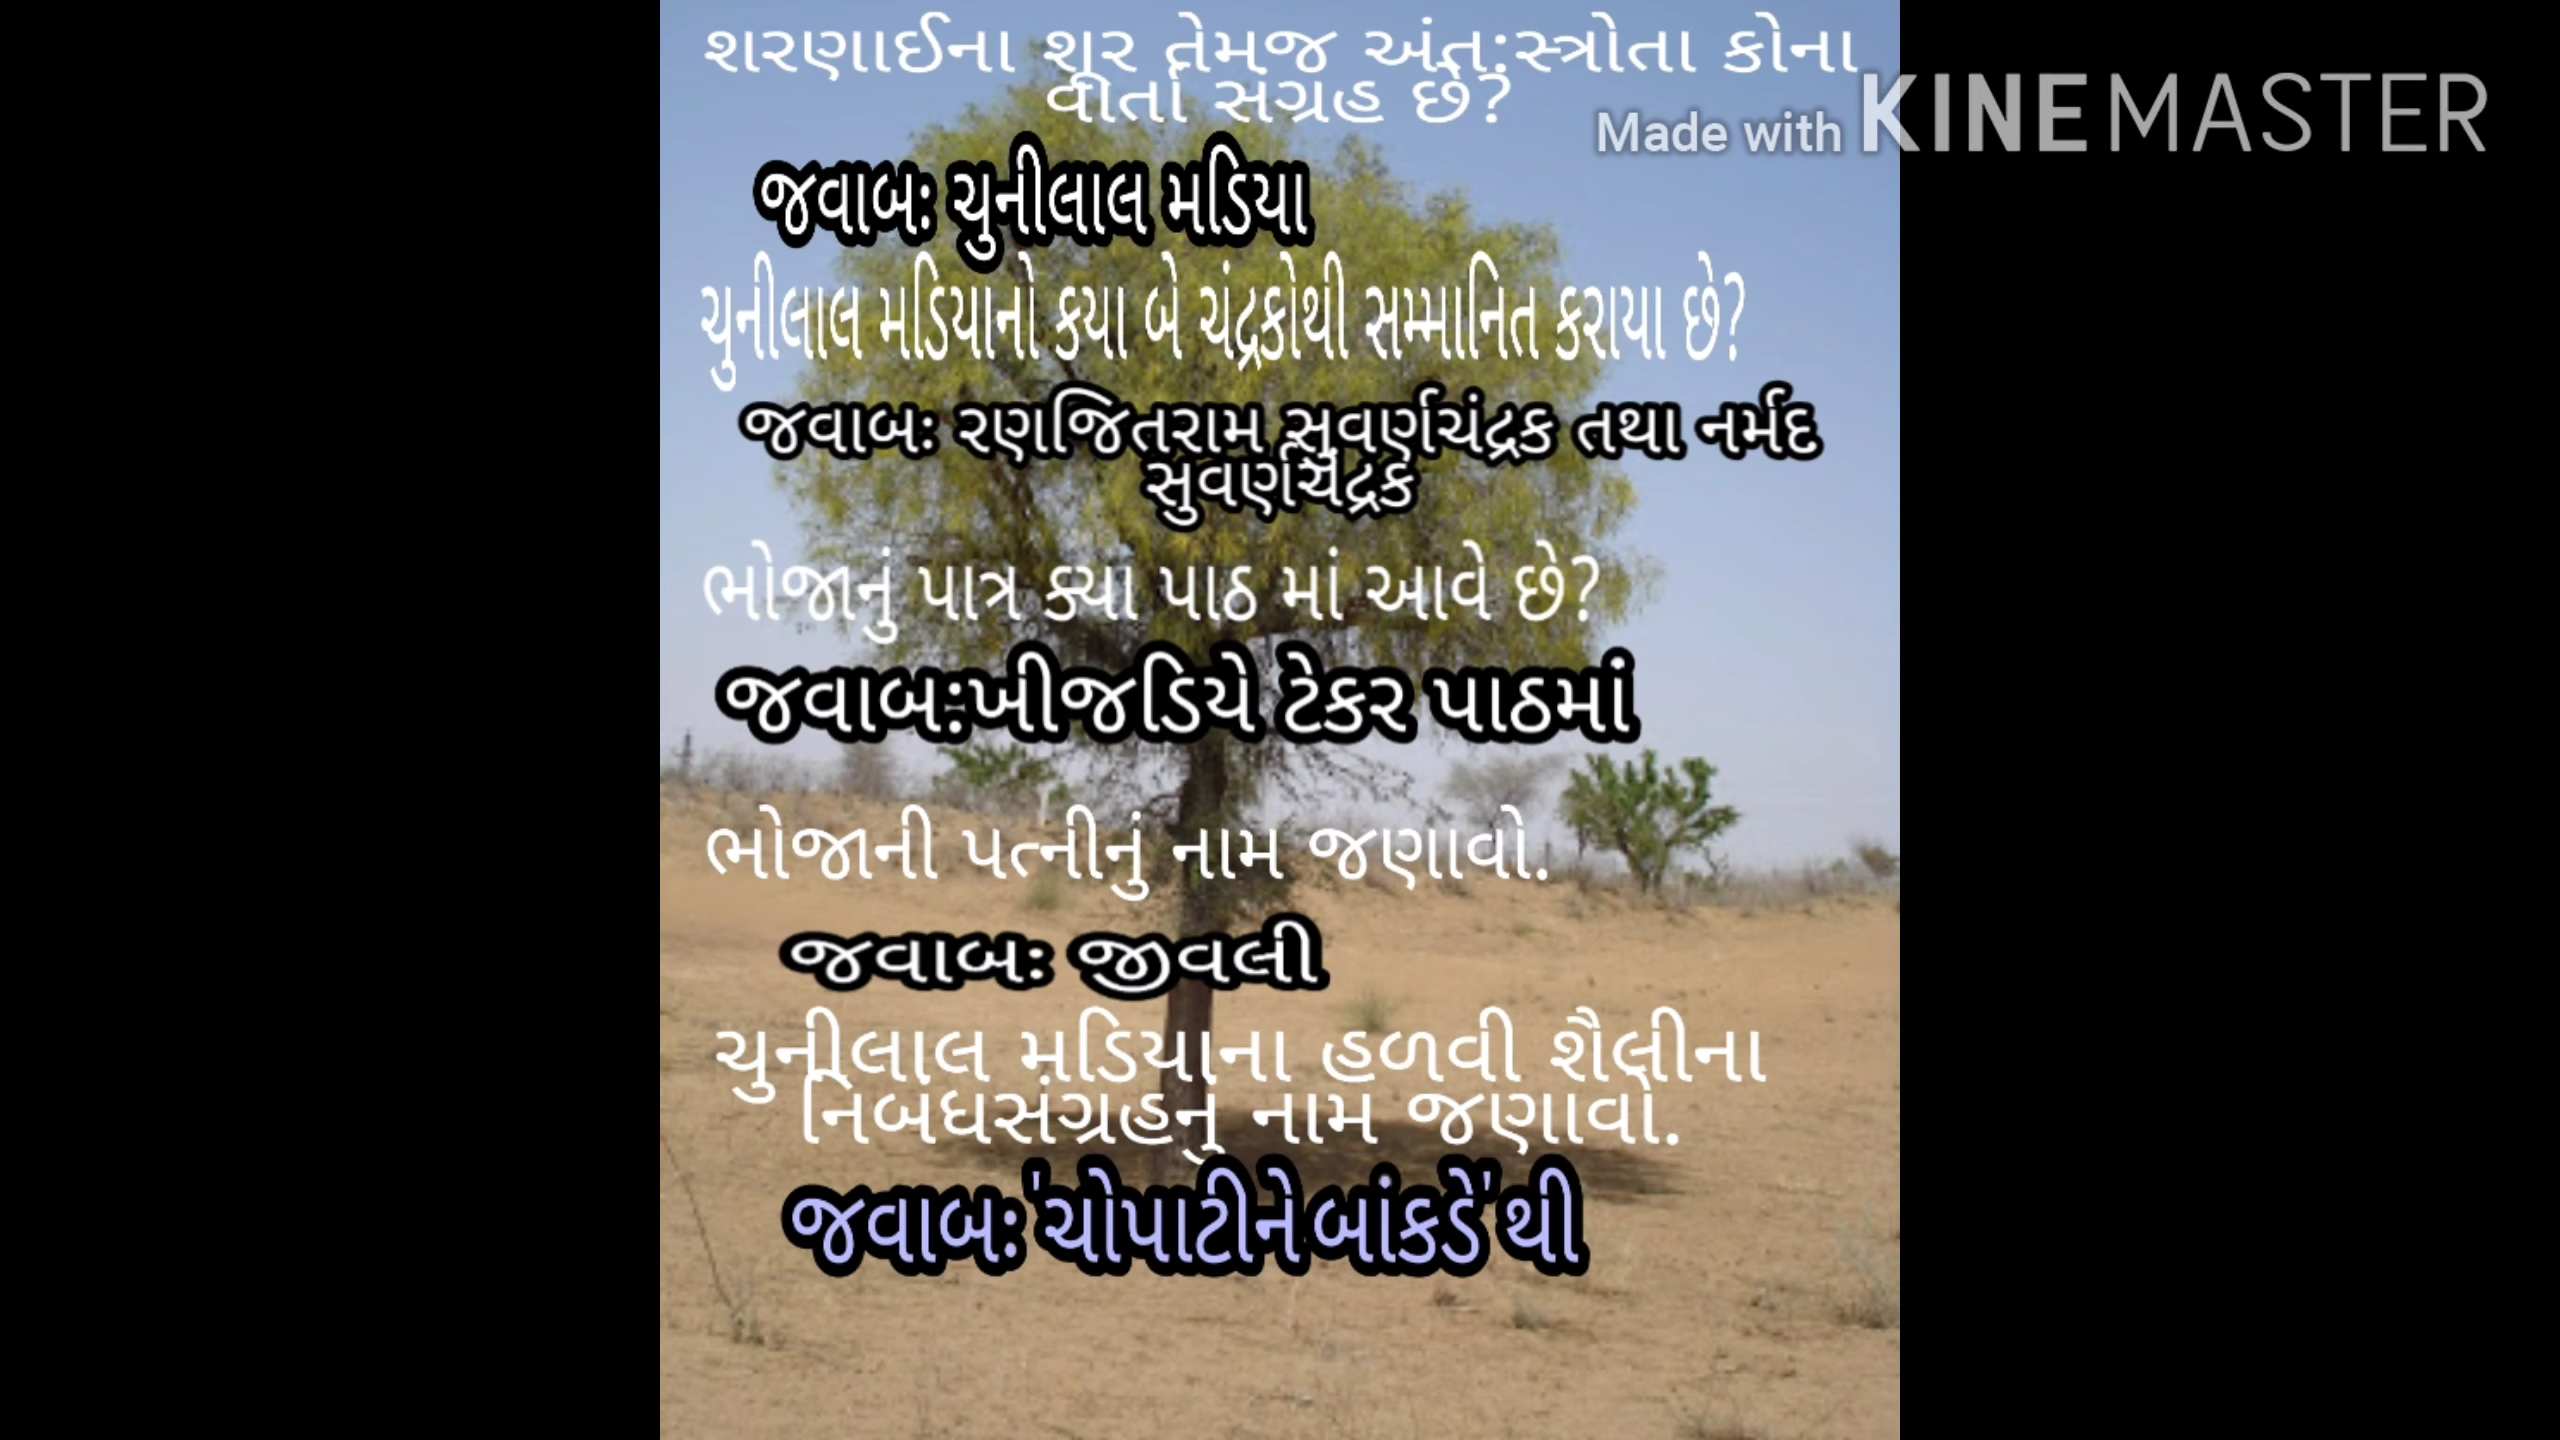 શરણાઈના શૂર તેમજ અંત:સ્ત્રોતા કોના
વાર્તા સંગ્રહ છે?
Made with KINEMASTER
જવાબઃ ચુનીલાલ મડિયા
ચુનીલાલ મડિયાનો કયા બે ચંદ્રકોથી સમ્માનિત કરાયા છે?
જવાબઃ રણજિતરામ સુવર્ણચંદ્રક તથા નર્મદ
સુવર્ણચંદ્રક
ભોજાનું પાત્ર ક્યા પાઠ માં આવે છે?
જવાબઃ:ખીજડિયે ટેકર પાઠમાં
ભોજાની પત્નીનું નામ જણાવો.
જવાબઃ જીવલી
ચુનીલાલ મડિયાના હળવી શૈલીના
નિબંધસંગ્રહનું નામ જણાવો.
જવાબઃ 'ચોપાટીને બાંકડે'થી